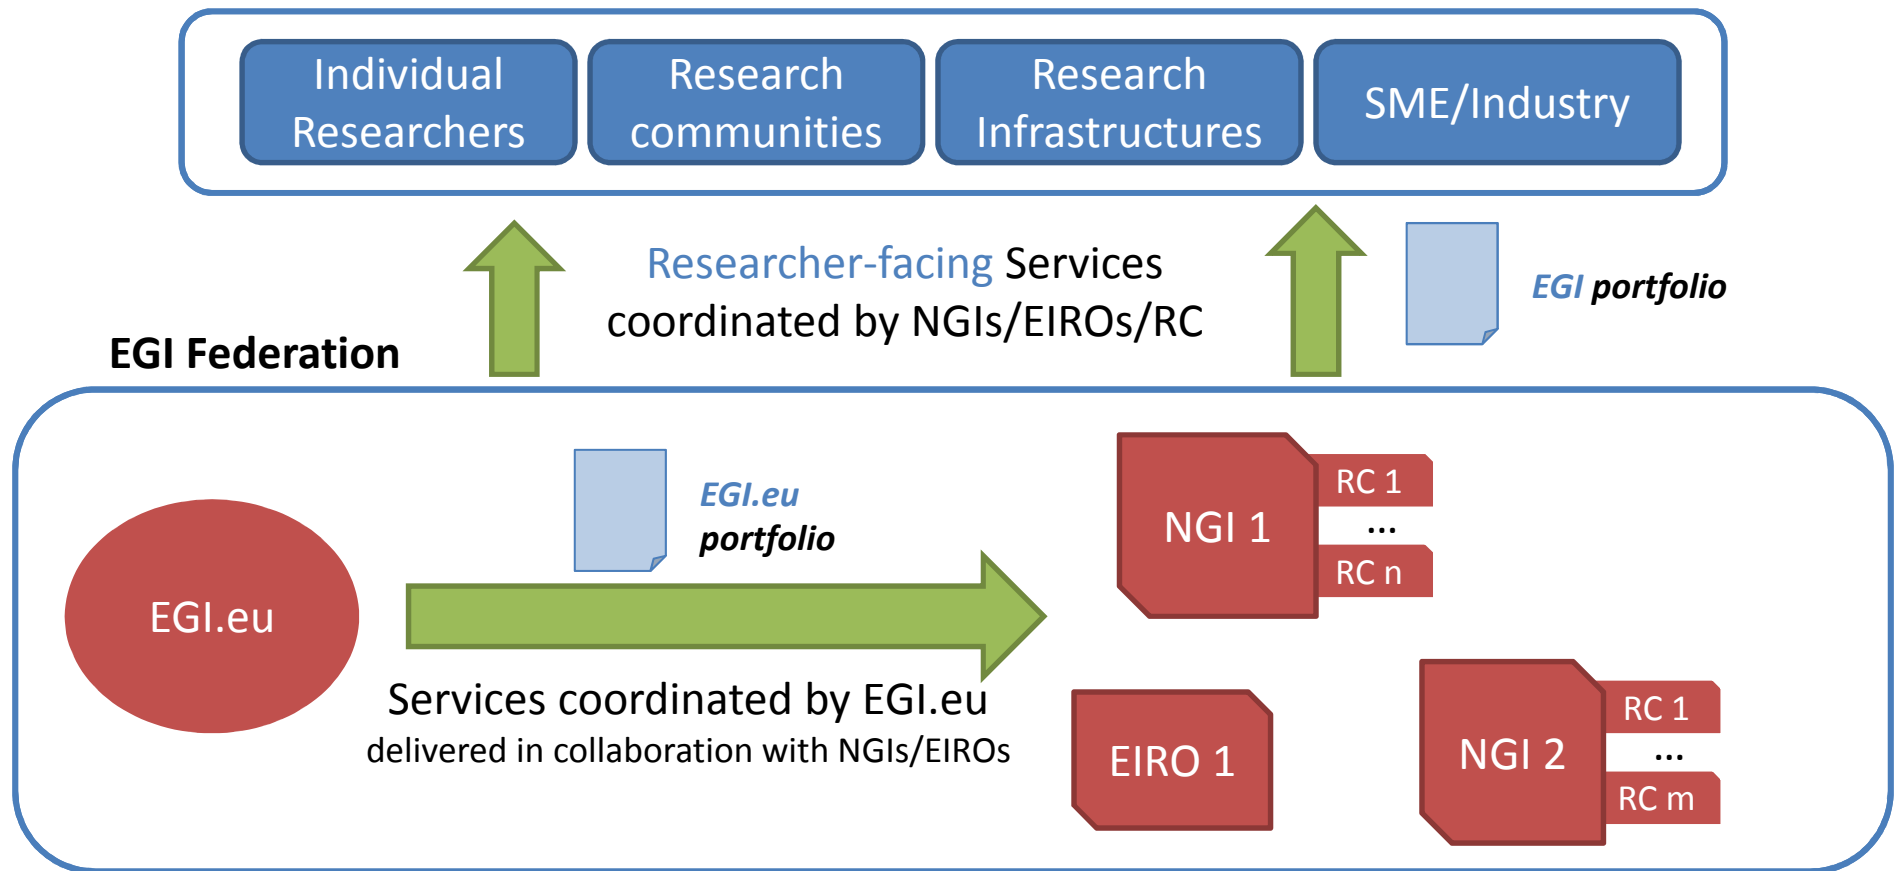 Individual
Researchers
Research
communities
Research
Infrastructures
SME/Industry
Researcher-facing Services
coordinated by NGIs/EIROs/RC
EGI portfolio
EGI Federation
EGI.eu
portfolio
EGI.eu
Services coordinated by EGI.eu
delivered in collaboration with NGIs/EIROs
NGI 1
RC 1
...
RC n
EIRO 1
NGI 2
RC 1
...
RC m